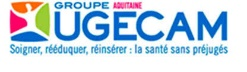 GROUPE AQUITAINE
UGECAM
Soigner, rééduquer, réinsérer : la santé sans préjugés